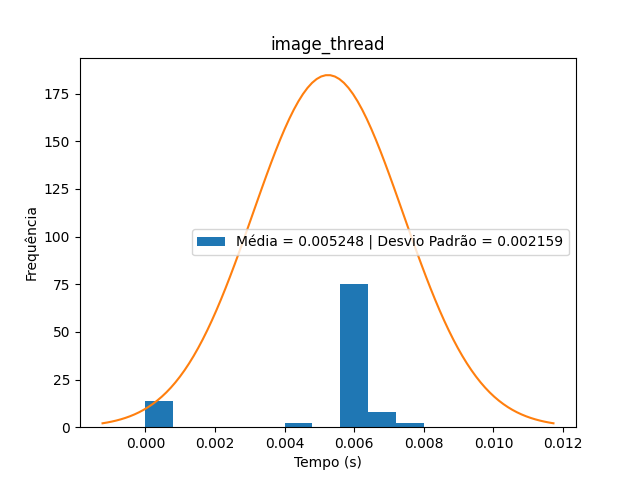 image_thread
175
150
125
100
75
50
25
0
Frequência
Média = 0.005248 | Desvio Padrão = 0.002159
0.000 0.002 0.004 0.006 0.008 0.010 0.012
Tempo (s)